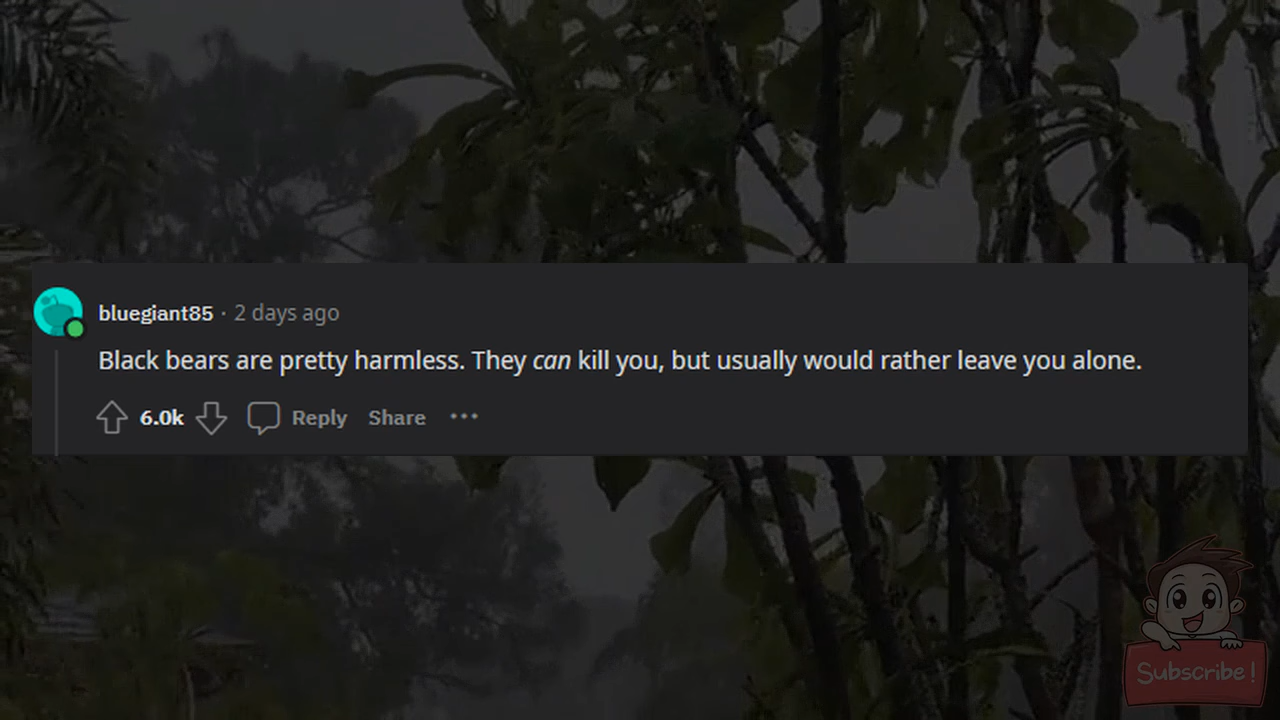 bluegiant85 · 2 days ago
Black bears are pretty harmless. They can kill you, but usually would rather leave you alone.
6.0k Reply Share ···
Subscribe!